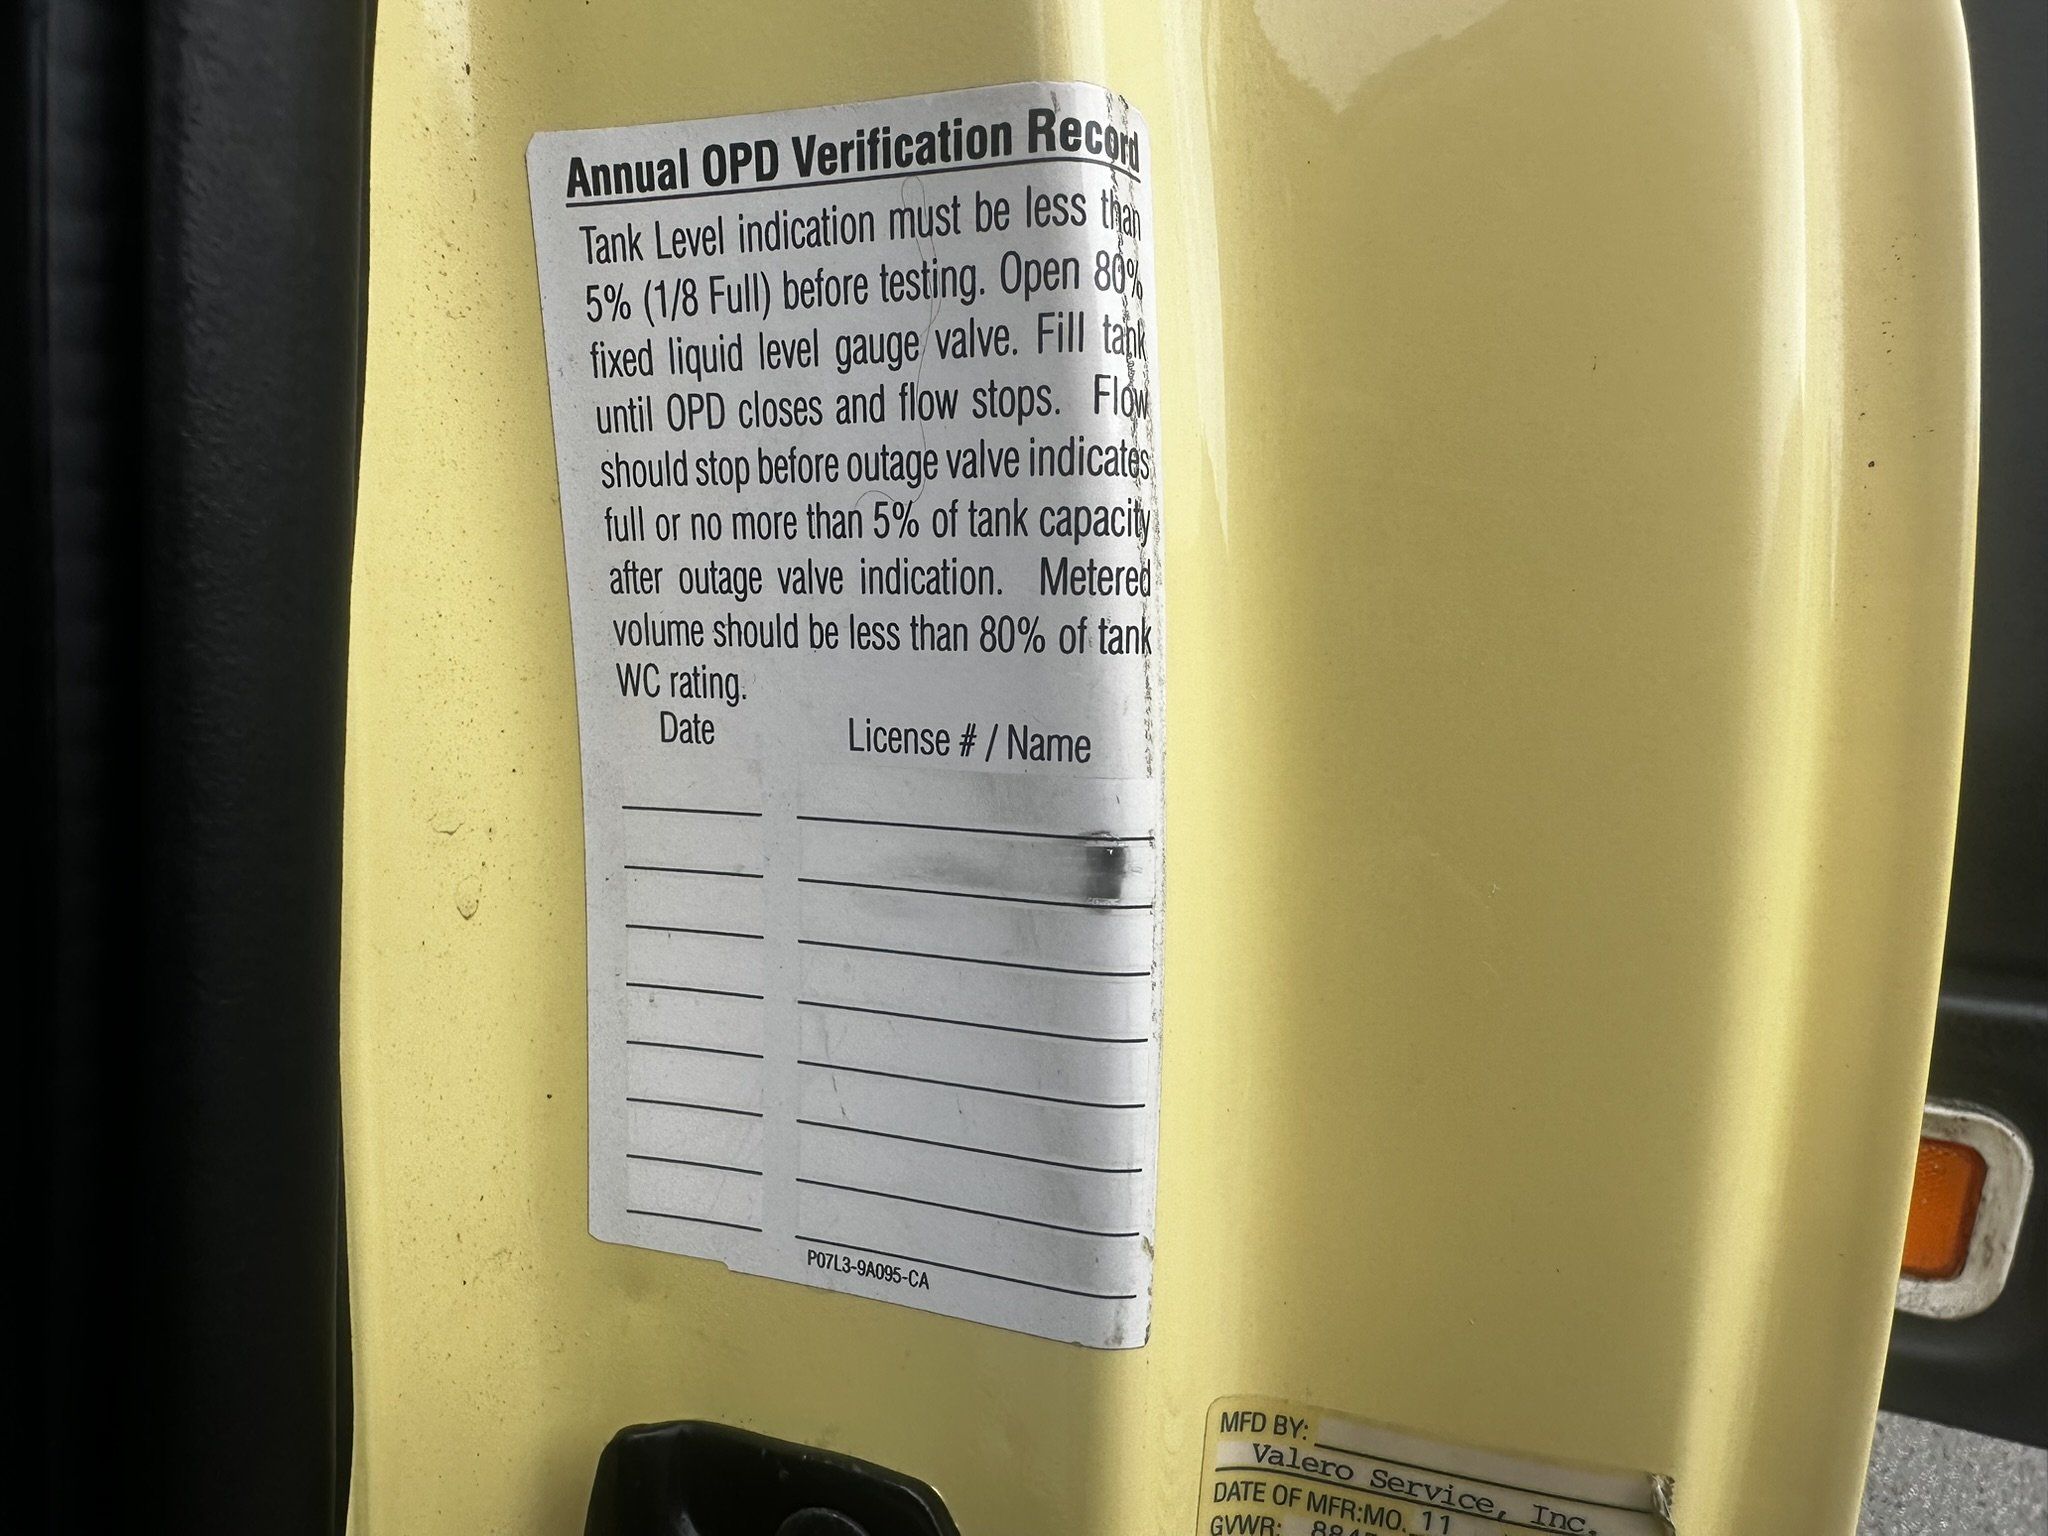 Annual OPD Verification Record
Tank Level indication must be less than
5% (1/8 Full) before testing. Open 80%
fixed liquid level gauge valve. Fill tank
until OPD closes and flow stops. Flow
should stop before outage valve indicates
full or no more than 5% of tank capacity
after outage valve indication. Metered
volume should be less than 80% of tank
WC rating.
Date License # / Name
P07L3-9A095-CA
MFD BY:
Valero Service, Inc.
DATE OF MFR:MO. 11
GVWR: